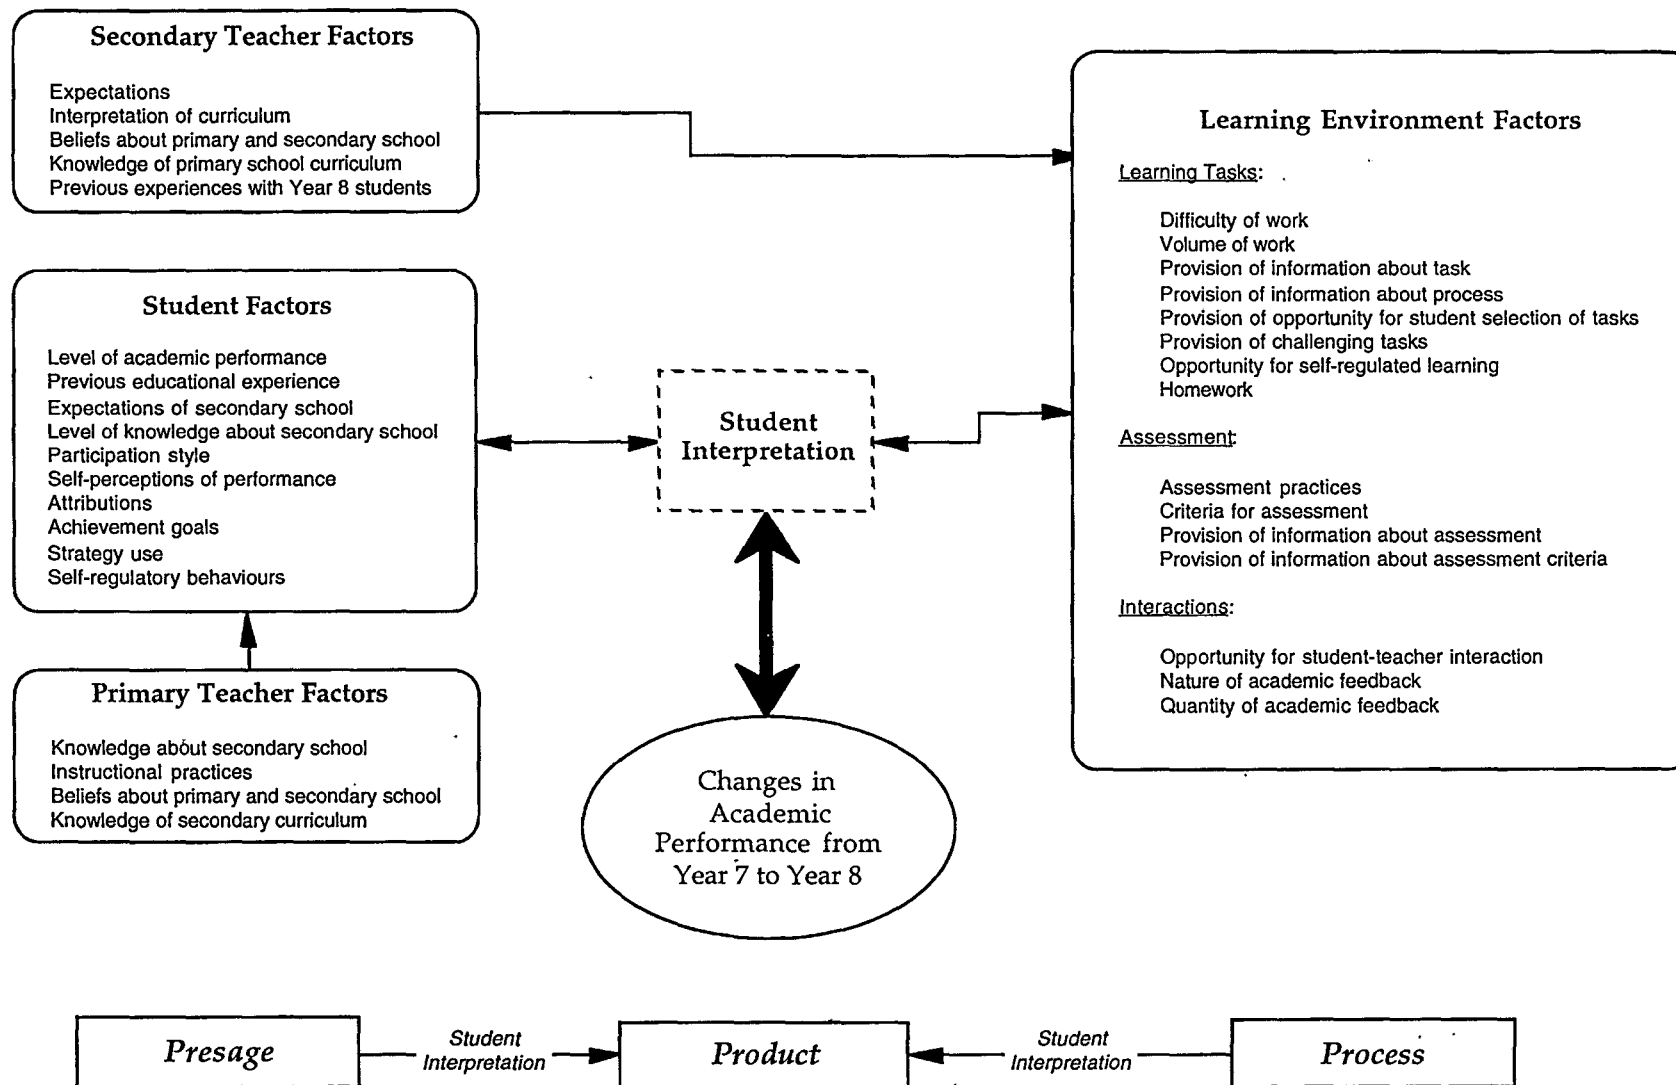 Secondary Teacher Factors
Expectations
Interpretation of curriculum
Beliefs about primary and secondary school
Knowledge of primary school curriculum
Previous experiences with Year 8 students
Student Factors
Level of academic performance
Previous educational experience
Expectations of secondary school
Level of knowledge about secondary school
Participation style
Self-perceptions of performance
Attributions
Achievement goals
Strategy use
Self-regulatory behaviours
Primary Teacher Factors
Knowledge about secondary school
Instructional practices
Beliefs about primary and secondary school
Knowledge of secondary curriculum
Student
Interpretation
Changes in
Academic
Performance from
Year 7 to Year 8
Learning Environment Factors
Learning Tasks:
Difficulty of work
Volume of work
Provision of information about task
Provision of information about process
Provision of opportunity for student selection of tasks
Provision of challenging tasks
Opportunity for self-regulated learning
Homework
Assessment:
Assessment practices
Criteria for assessment
Provision of information about assessment
Provision of information about assessment criteria
Interactions:
Opportunity for student-teacher interaction
Nature of academic feedback
Quantity of academic feedback
Presage
Student
Interpretation
Product
Student
Interpretation
Process